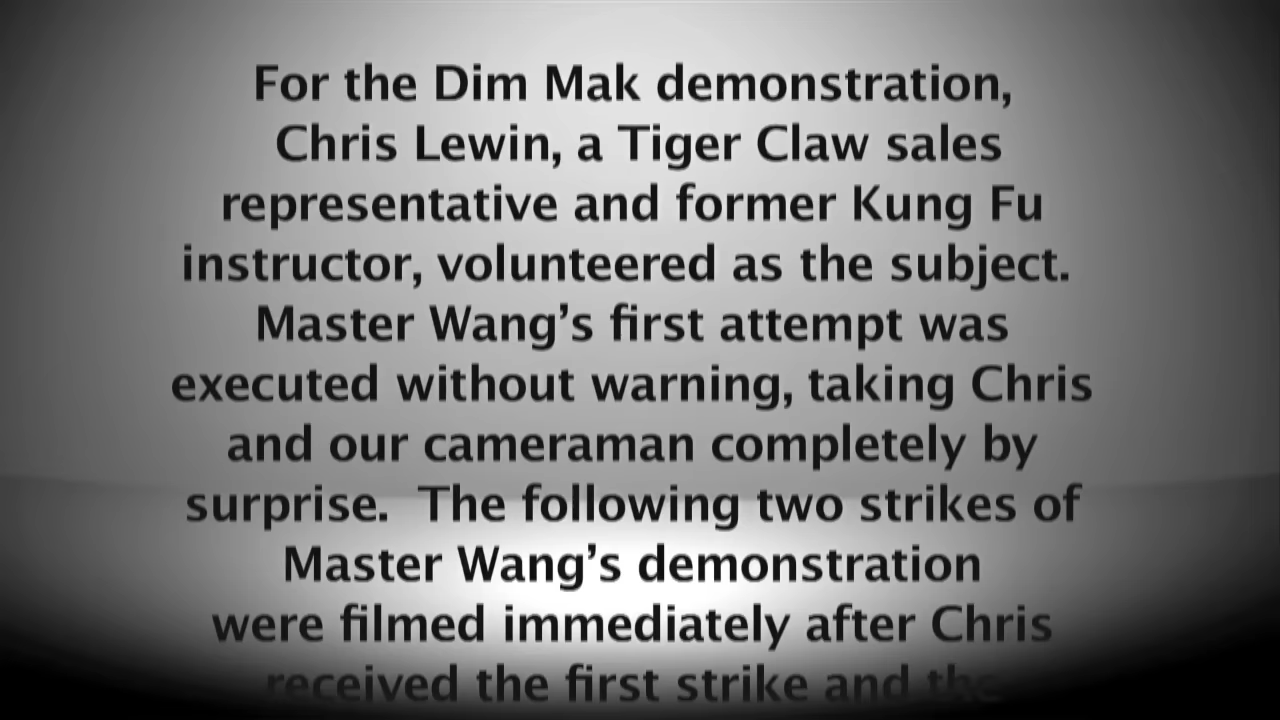 For the Dim Mak demonstration,
Chris Lewin, a Tiger Claw sales
representative and former Kung Fu
instructor, volunteered as the subject.
Master Wang’s first attempt was
executed without warning, taking Chris
and our cameraman completely by
surprise.  The following two strikes of
Master Wang’s demonstration
were filmed immediately after Chris
received the first strike and the